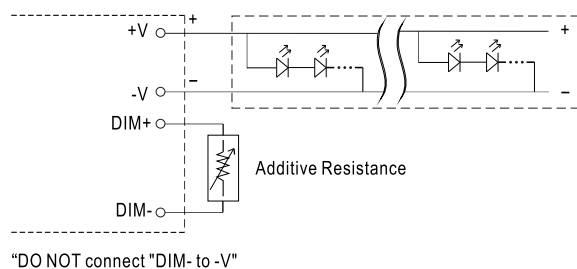 +V
+
+
-V
−
−
DIM+
Additive Resistance
DIM-
“DO NOT connect "DIM- to -V"